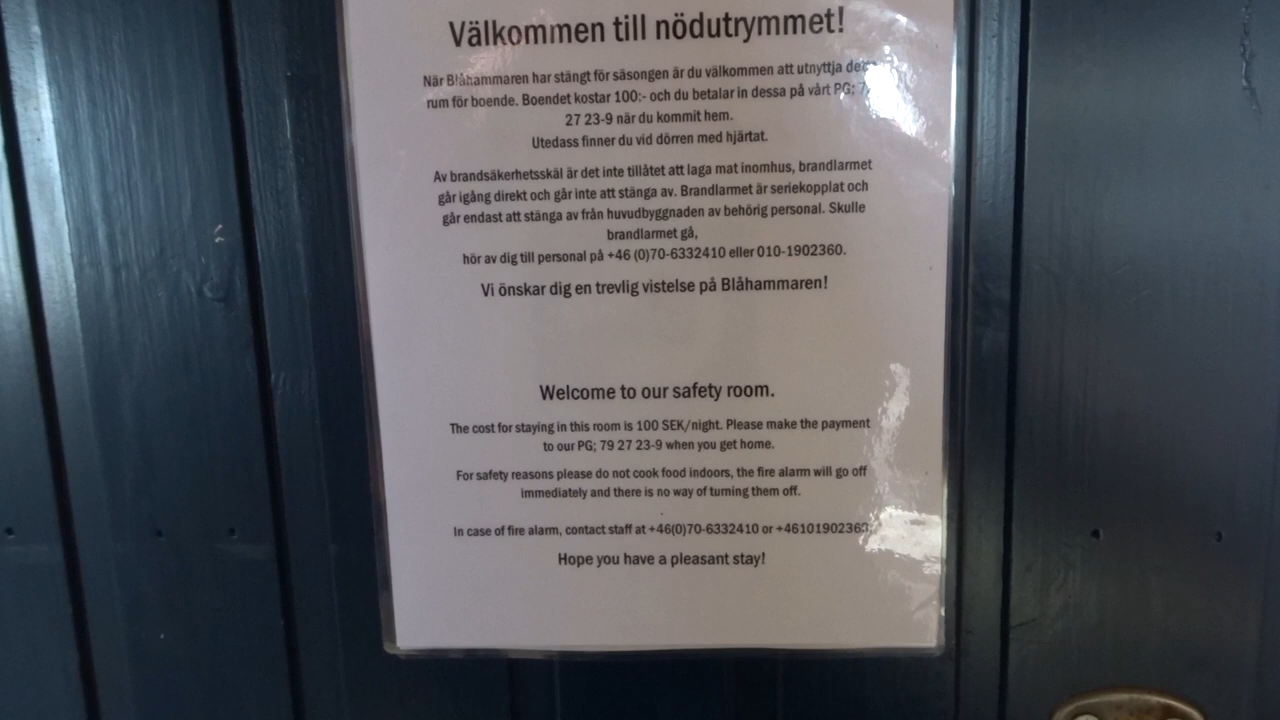 Välkommen till nödutrymmet!
När Blåhammaren har stängt för säsongen är du välkommen att utnyttja
rum för boende. Boendet kostar 100:- och du betalar in dessa på vårt PG:
27 23-9 när du kommit hem.
Utedass finner du vid dörren med hjärtat.
Av brandsäkerhetsskäl är det inte tillåtet att laga mat inomhus, brandlarmet
går igång direkt och går inte att stänga av. Brandlarmet är seriekopplat och
går endast att stänga av från huvudbyggnaden av behörig personal. Skulle
brandlarmet gå,
hör av dig till personal på +46 (0)70-6332410 eller 010-1902360.
Vi önskar dig en trevlig vistelse på Blåhammaren!
Welcome to our safety room.
The cost for staying in this room is 100 SEK/night. Please make the payment
to our PG; 79 27 23-9 when you get home.
For safety reasons please do not cook food indoors, the fire alarm will go off
immediately and there is no way of turning them off.
In case of fire alarm, contact staff at +46(0)70-6332410 or
Hope you have a pleasant stay!